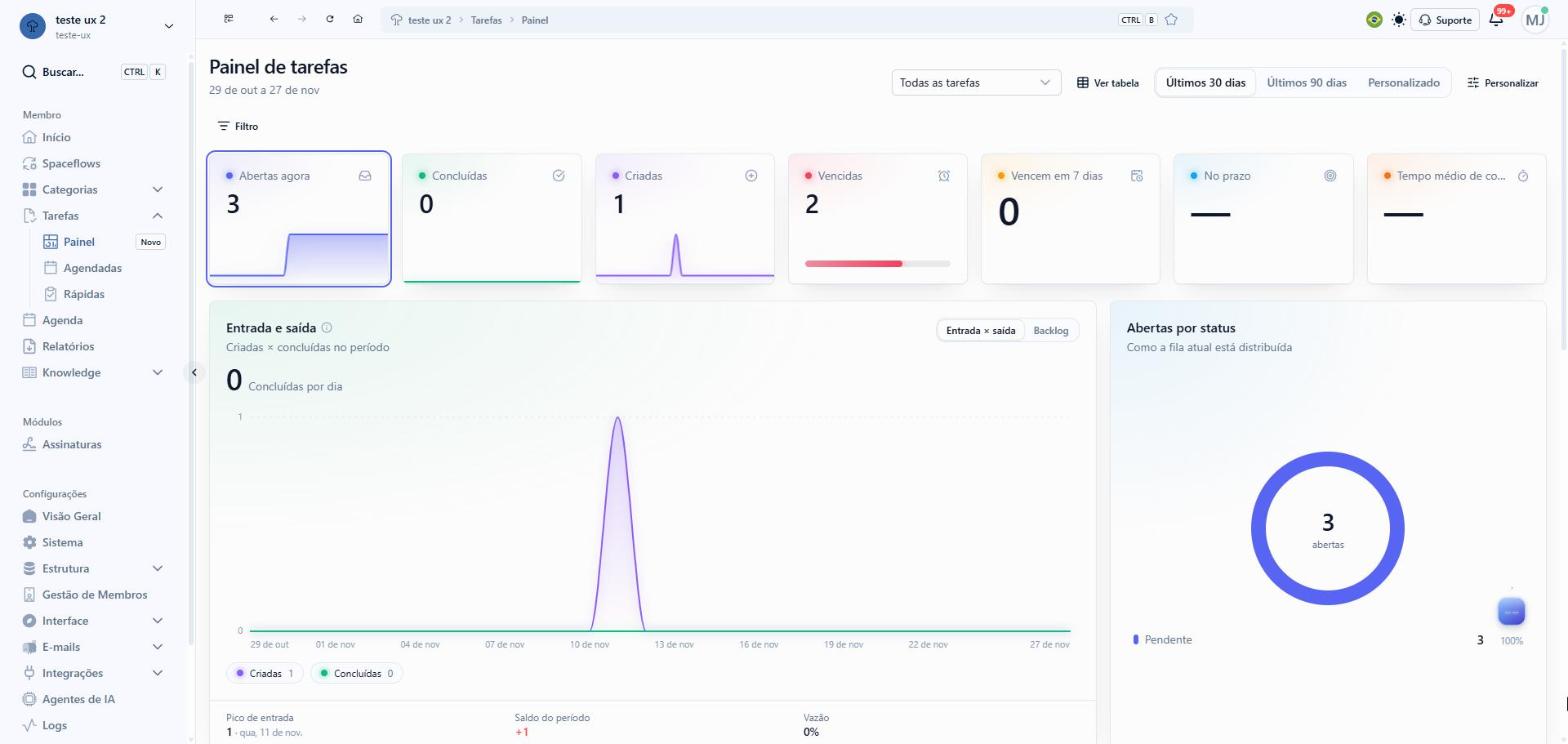 teste ux 2
teste-ux
teste ux 2 > Tarefas > Painel
CTRL B
Suporte
99+
MJ
Buscar...
CTRL K
Membro
Início
Spaceflows
Categorias
Tarefas
Painel
Novo
Agendadas
Rápidas
Agenda
Relatórios
Knowledge
Módulos
Assinaturas
Configurações
Visão Geral
Sistema
Estrutura
Gestão de Membros
Interface
E-mails
Integrações
Agentes de IA
Logs
Painel de tarefas
29 de out a 27 de nov
Todas as tarefas
Ver tabela
Últimos 30 dias
Últimos 90 dias
Personalizado
Personalizar
Filtro
Abertas agora
3
Concluídas
0
Criadas
1
Vencidas
2
Vencem em 7 dias
0
No prazo
—
Tempo médio de co...
—
Entrada e saída
Criadas × concluídas no período
Entrada × saída
Backlog
0 Concluídas por dia
1
0
29 de out
01 de nov
04 de nov
07 de nov
10 de nov
13 de nov
16 de nov
19 de nov
22 de nov
27 de nov
Criadas 1
Concluídas 0
Pico de entrada
1 · qua, 11 de nov.
Saldo do período
+1
Vazão
0%
Abertas por status
Como a fila atual está distribuída
3
abertas
Pendente
3
100%